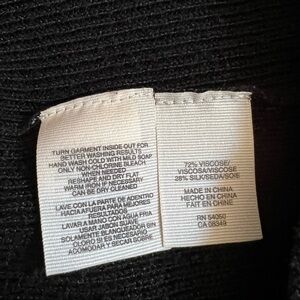 TURN GARMENT INSIDE OUT FOR
BETTER WASHING RESULTS
HAND WASH COLD WITH MILD SOAP
ONLY NON-CHLORINE BLEACH
WHEN NEEDED
RESHAPE AND DRY FLAT
WARM IRON IF NECESSARY
CAN BE DRY CLEANED
LAVE CON LA PARTE DE ADENTRO
HACIA AFUERA PARA MEJORES
RESULTADOS
LAVAR A MANO CON AGUA FRIA
USAR JABON SUAVE
SOLAMENTE BLANQUEADOR SIN
CLORO SI ES NECESARIO
ACOMODAR Y SECAR SOBRE
72% VISCOSE/
VISCOSA/VISCOSE
28% SILK/SEDA/SOIE
MADE IN CHINA
HECHO EN CHINA
FAIT EN CHINE
RN 54050
CA 08349